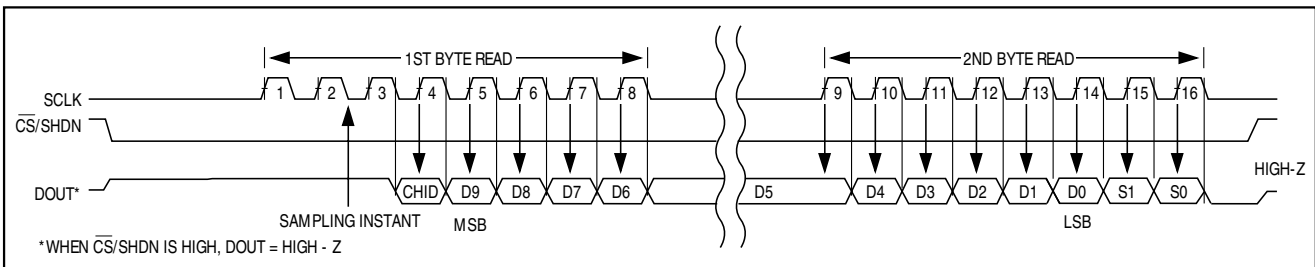 1ST BYTE READ 2ND BYTE READ
SCLK 1 2 3 4 5 6 7 8 9 10 11 12 13 14 15 16
CS/SHDN
HIGH-Z
DOUT* CHID D9 D8 D7 D6 D5 D4 D3 D2 D1 D0 S1 S0
SAMPLING INSTANT MSB LSB
*WHEN CS/SHDN IS HIGH, DOUT = HIGH - Z